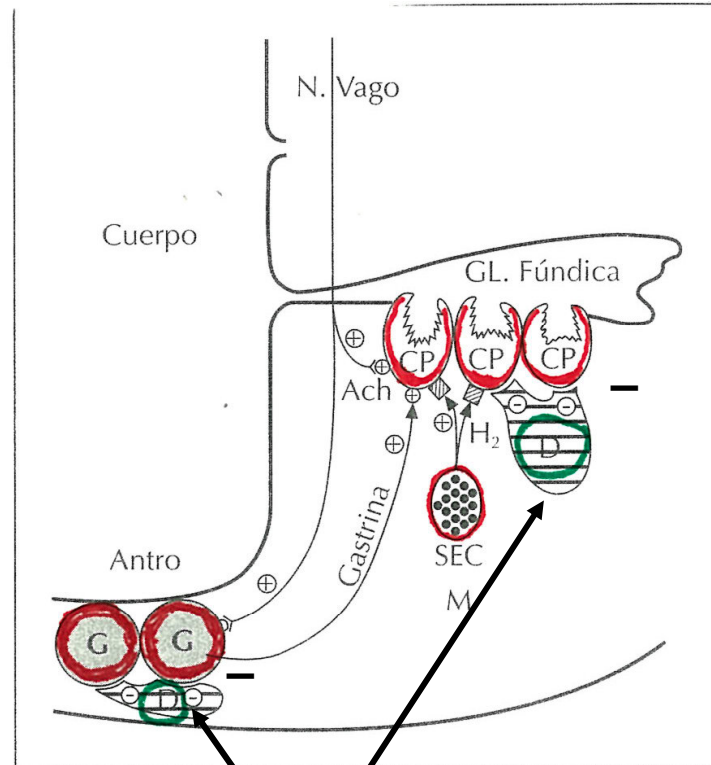 N. Vago
Cuerpo
GL. Fúndica
CP CP CP
⊕
⊕
Ach
⊕
⊖ ⊖
⊕
⊕
H₂
D
Gastrina
SEC
Antro
⊕
M
G G
⊖ D ⊖